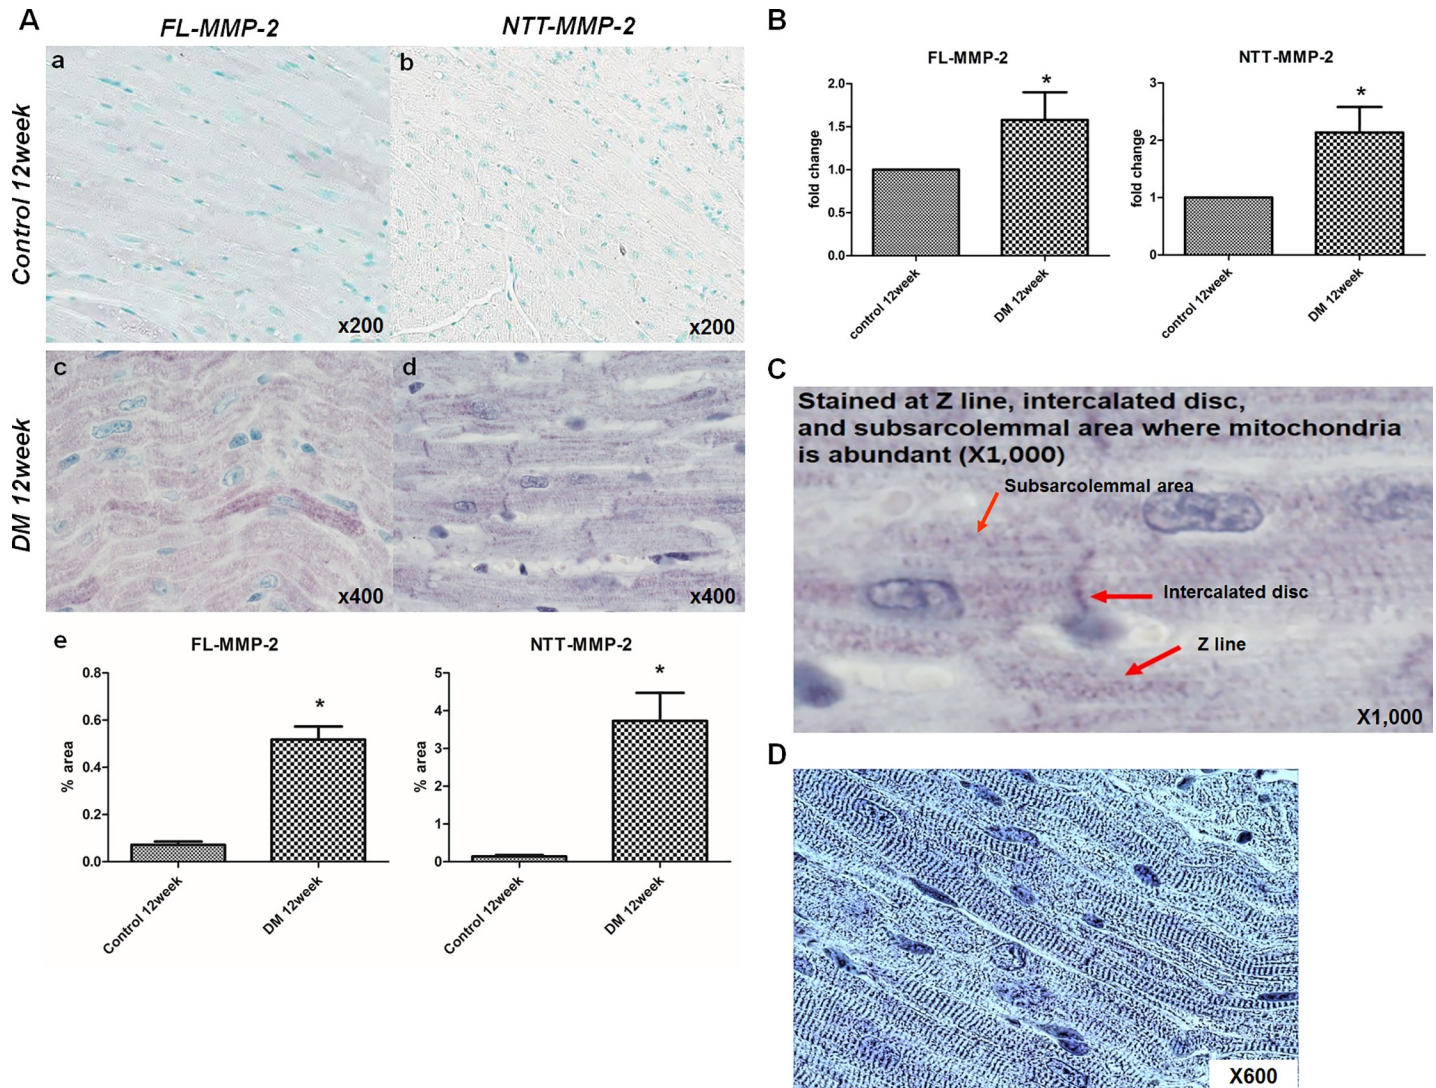 A
FL-MMP-2
NTT-MMP-2
Control 12week
a
x200
b
x200
DM 12week
c
x400
d
x400
e
FL-MMP-2
% area
0.8
0.6
0.4
0.2
0.0
*
Control 12week
DM 12week
NTT-MMP-2
% area
5
4
3
2
1
0
*
Control 12week
DM 12week
B
FL-MMP-2
fold change
2.0
1.5
1.0
0.5
0.0
*
control 12week
DM 12week
NTT-MMP-2
fold change
3
2
1
0
*
control 12week
DM 12week
C
Stained at Z line, intercalated disc,
and subsarcolemmal area where mitochondria
is abundant (X1,000)
Subsarcolemmal area
Intercalated disc
Z line
X1,000
D
X600